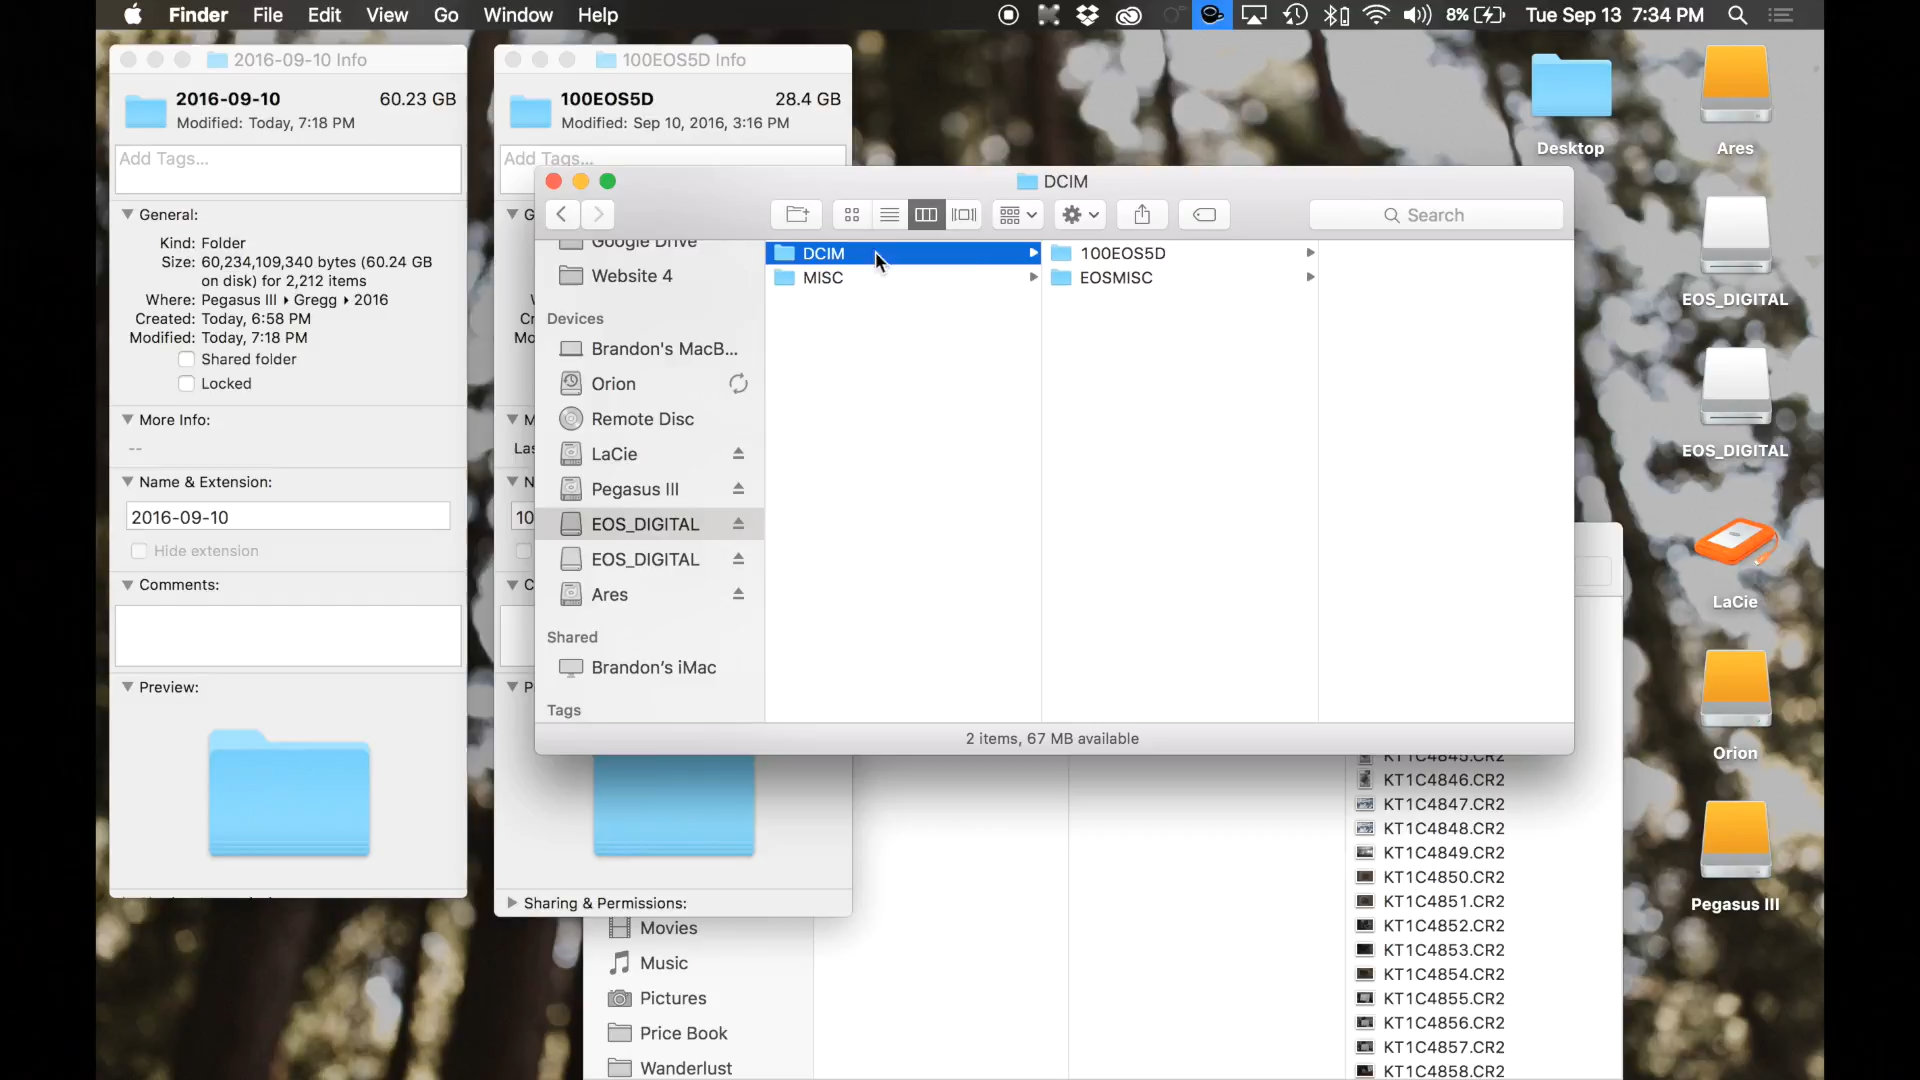 Finder File Edit View Go Window Help 8% Tue Sep 13 7:34 PM
2016-09-10 Info
2016-09-10 60.23 GB
Modified: Today, 7:18 PM
Add Tags...
General:
Kind: Folder
Size: 60,234,109,340 bytes (60.24 GB
on disk) for 2,212 items
Where: Pegasus III ▸ Gregg ▸ 2016
Created: Today, 6:58 PM
Modified: Today, 7:18 PM
Shared folder
Locked
More Info:
--
Name & Extension:
2016-09-10
Hide extension
Comments:
Preview:
100EOS5D Info
100EOS5D 28.4 GB
Modified: Sep 10, 2016, 3:16 PM
Add Tags...
Sharing & Permissions:
DCIM
Search
Google Drive
Website 4
Devices
Brandon's MacB...
Orion
Remote Disc
LaCie
Pegasus III
EOS_DIGITAL
EOS_DIGITAL
Ares
Shared
Brandon's iMac
Tags
DCIM
MISC
100EOS5D
EOSMISC
2 items, 67 MB available
Movies
Music
Pictures
Price Book
Wanderlust
KT1C4845.CR2
KT1C4846.CR2
KT1C4847.CR2
KT1C4848.CR2
KT1C4849.CR2
KT1C4850.CR2
KT1C4851.CR2
KT1C4852.CR2
KT1C4853.CR2
KT1C4854.CR2
KT1C4855.CR2
KT1C4856.CR2
KT1C4857.CR2
KT1C4858.CR2
Desktop
Ares
EOS_DIGITAL
EOS_DIGITAL
LaCie
Orion
Pegasus III